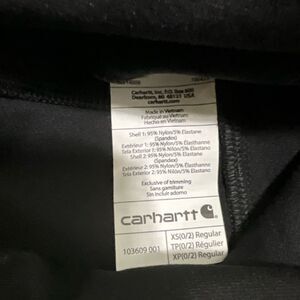 Carhartt, Inc. P.O. Box 600
Dearborn, MI 48121 USA
carhartt.com
Made in Vietnam
Fabriqué au Vietnam
Hecho en Vietnam
Shell 1: 95% Nylon/5% Elastane
(Spandex)
Extérieur 1: 95% Nylon/5% Élastane
Tela Exterior 1: 95% Nylon/5% Elastano
Shell 2: 95% Nylon/5% Elastane
(Spandex)
Extérieur 2: 95% Nylon/5% Élastane
Tela Exterior 2: 95% Nylon/5% Elastano
Exclusive of trimming
Sans garniture
Sin incluir adorno
carhartt
103609 001
XS(0/2) Regular
TP(0/2) Régulier
XP(0/2) Regular